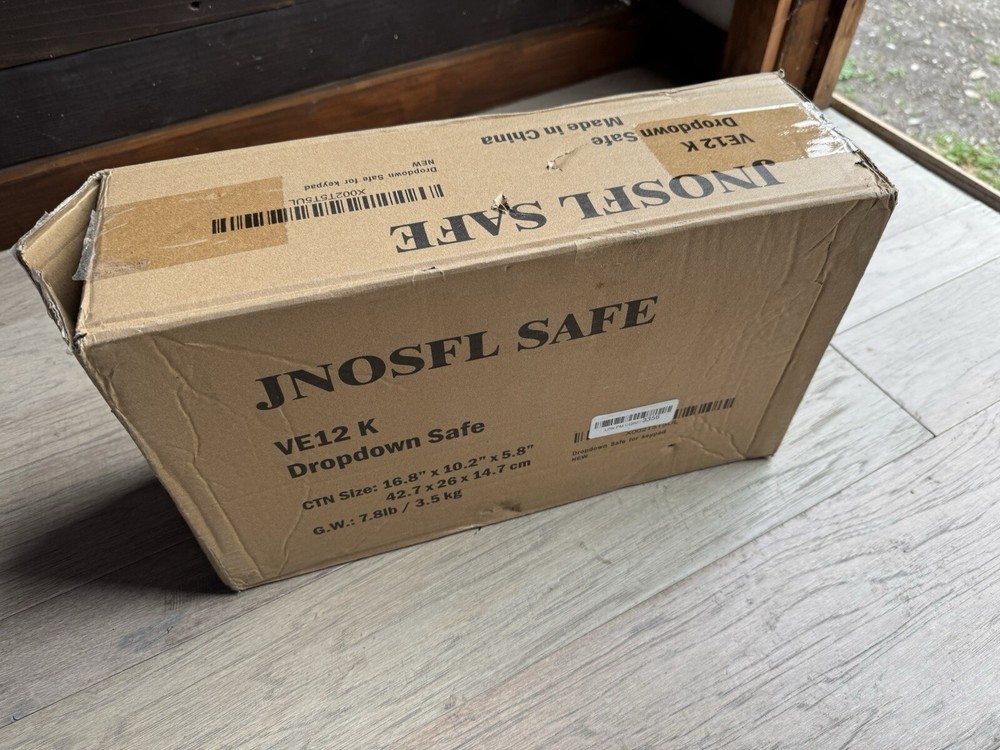 Made in China
VE12 K
Dropdown Safe
JNOSFL SAFE
X002T5T5UL
Dropdown Safe for keypad
NEW
JNOSFL SAFE
VE12 K
Dropdown Safe
CTN Size: 16.8” x 10.2” x 5.8”
42.7 x 26 x 14.7 cm
G.W.: 7.8lb / 3.5 kg
Dropdown Safe for keypad
NEW